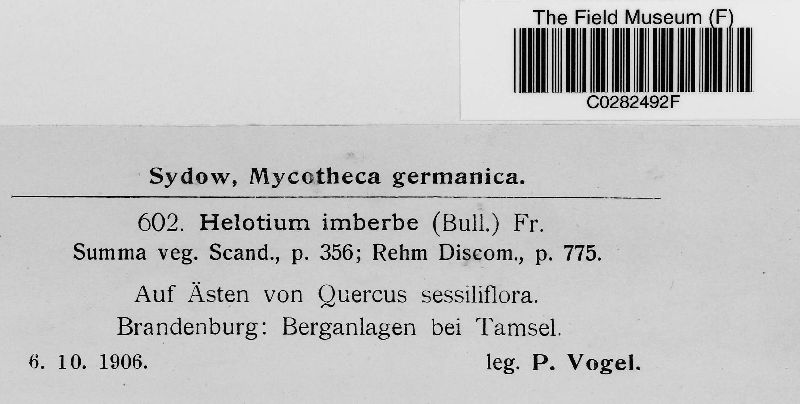 The Field Museum (F)
C0282492F
Sydow, Mycotheca germanica.
602. Helotium imberbe (Bull.) Fr.
Summa veg. Scand., p. 356; Rehm Discom., p. 775.
Auf Ästen von Quercus sessiliflora.
Brandenburg: Berganlagen bei Tamsel.
6. 10. 1906. leg. P. Vogel.